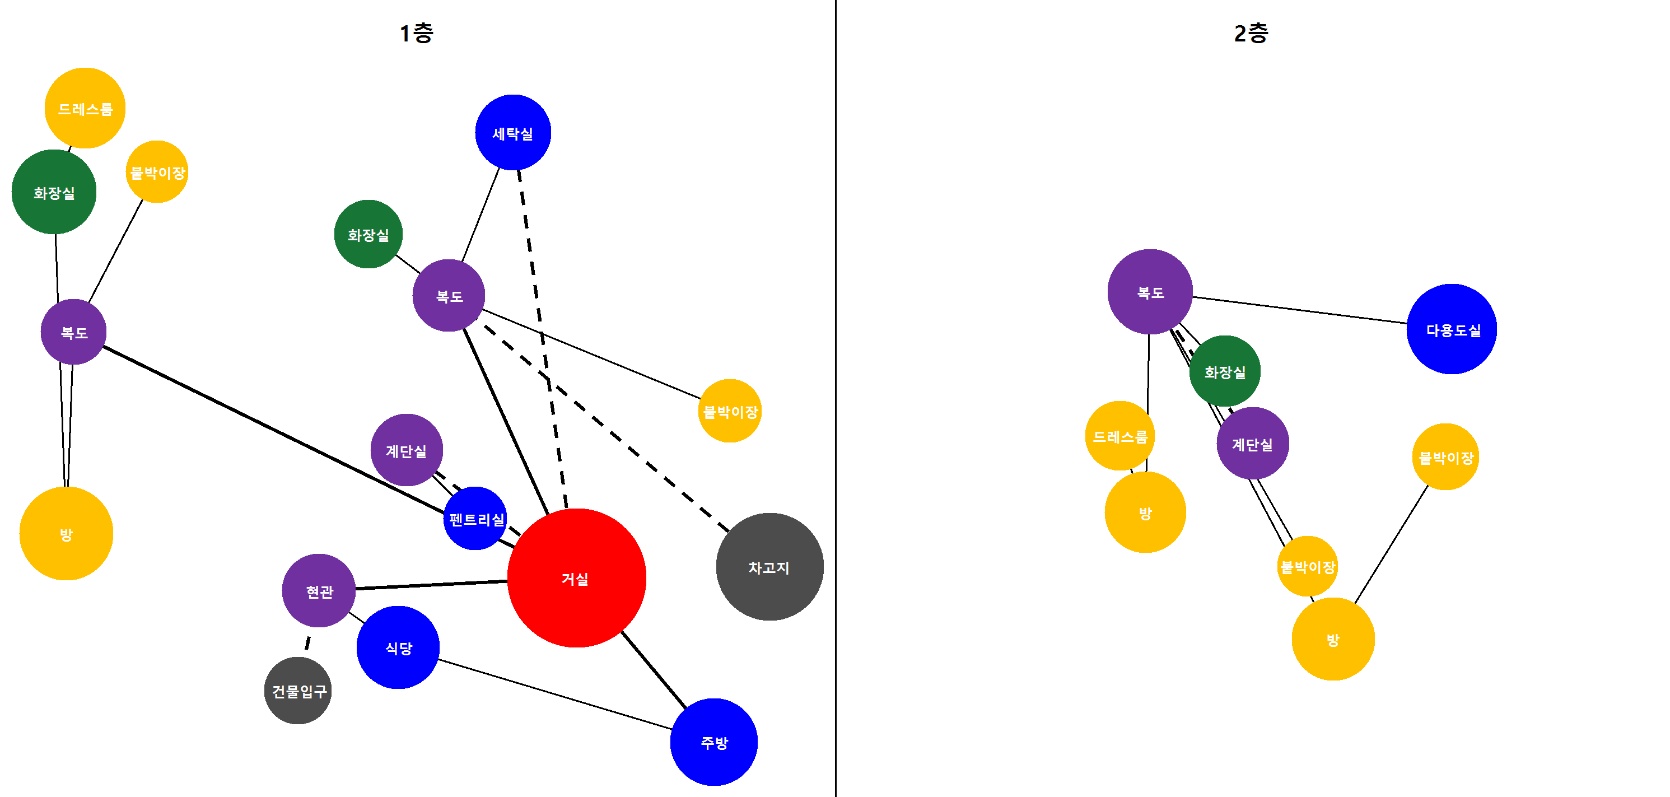 1층
드레스룸
세탁실
붙박이장
화장실
화장실
복도
복도
붙박이장
계단실
펜트리실
방
차고지
거실
현관
식당
건물입구
주방
2층
복도
다용도실
화장실
드레스룸
계단실
붙박이장
방
붙박이장
방